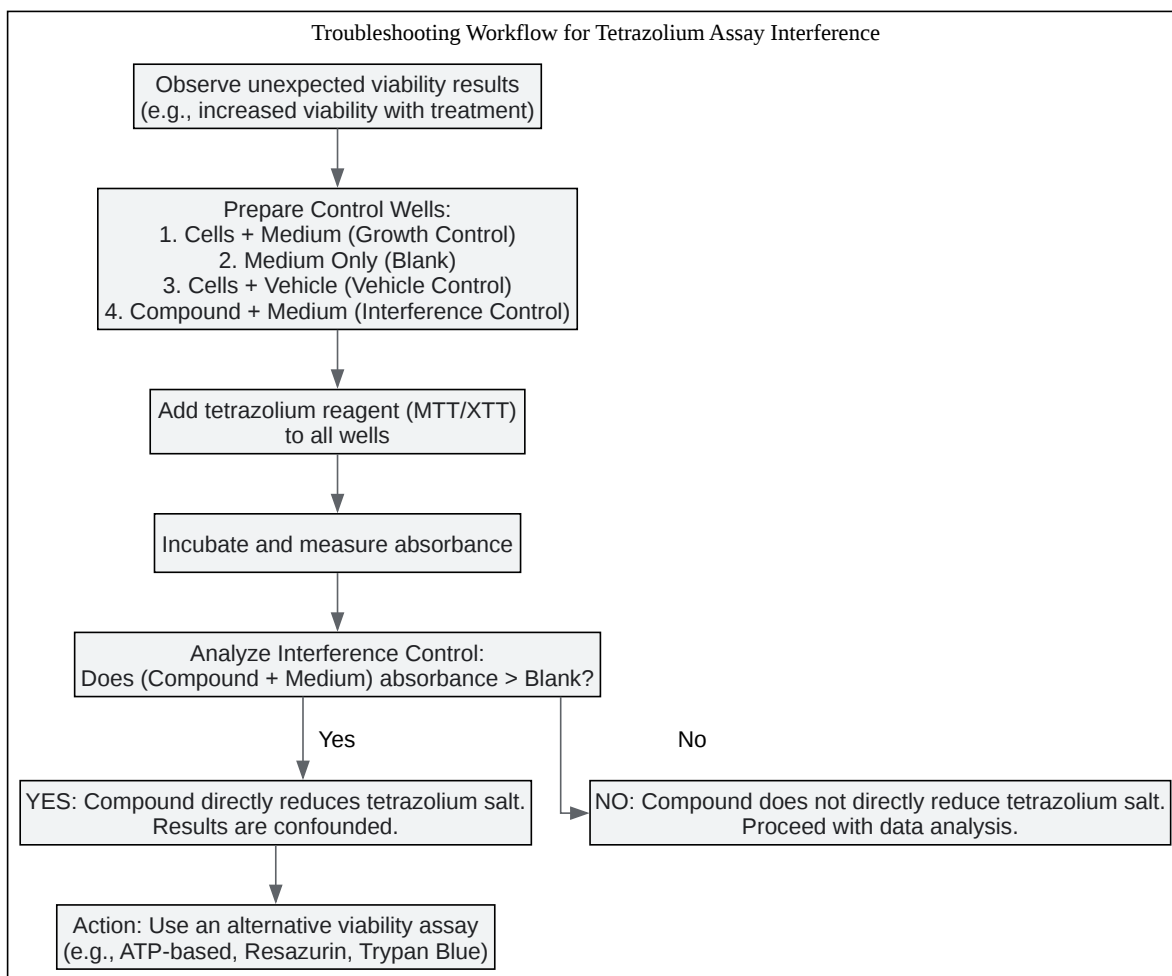 Troubleshooting Workflow for Tetrazolium Assay Interference
Observe unexpected viability results
(e.g., increased viability with treatment)
Prepare Control Wells:
1. Cells + Medium (Growth Control)
2. Medium Only (Blank)
3. Cells + Vehicle (Vehicle Control)
4. Compound + Medium (Interference Control)
Add tetrazolium reagent (MTT/XTT)
to all wells
Incubate and measure absorbance
Analyze Interference Control:
Does (Compound + Medium) absorbance > Blank?
Yes
No
YES: Compound directly reduces tetrazolium salt.
Results are confounded.
NO: Compound does not directly reduce tetrazolium salt.
Proceed with data analysis.
Action: Use an alternative viability assay
(e.g., ATP-based, Resazurin, Trypan Blue)